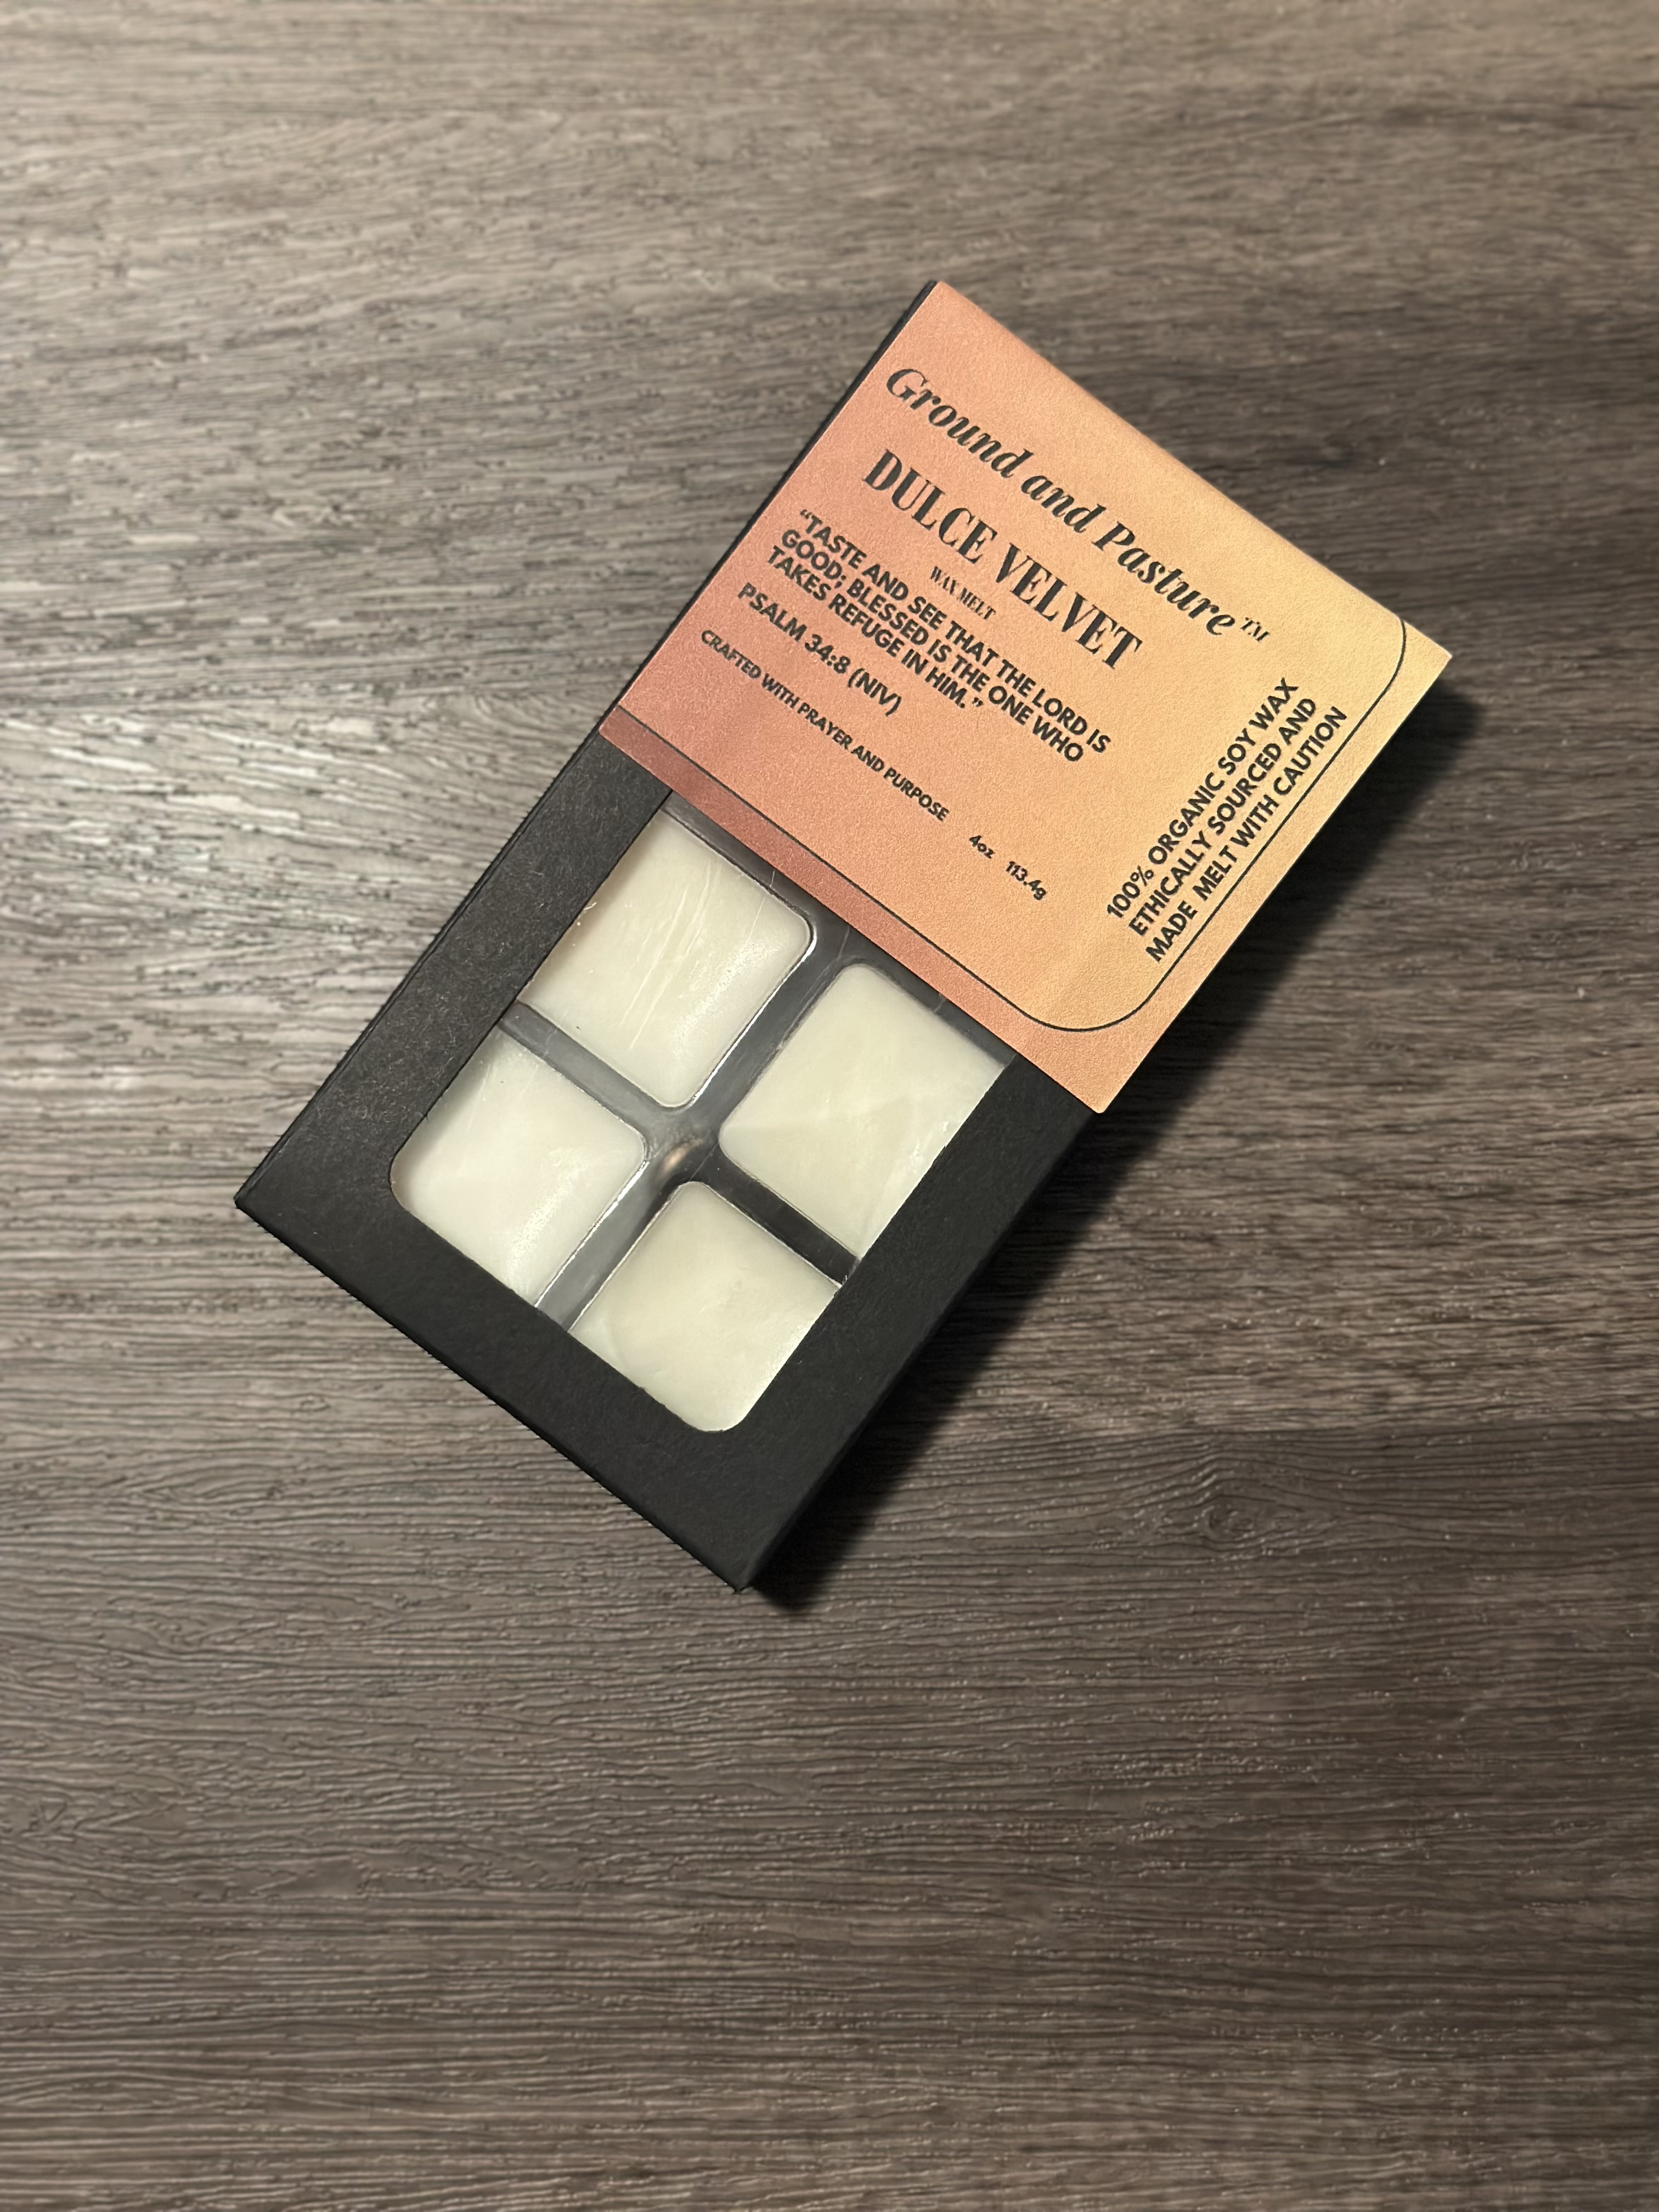 Ground and Pasture™
DULCE VELVET
WAX MELT
“TASTE AND SEE THAT THE LORD IS
GOOD; BLESSED IS THE ONE WHO
TAKES REFUGE IN HIM.”
PSALM 34:8 (NIV)
CRAFTED WITH PRAYER AND PURPOSE
4oz 113.4g
100% ORGANIC SOY WAX
ETHICALLY SOURCED AND
MADE MELT WITH CAUTION